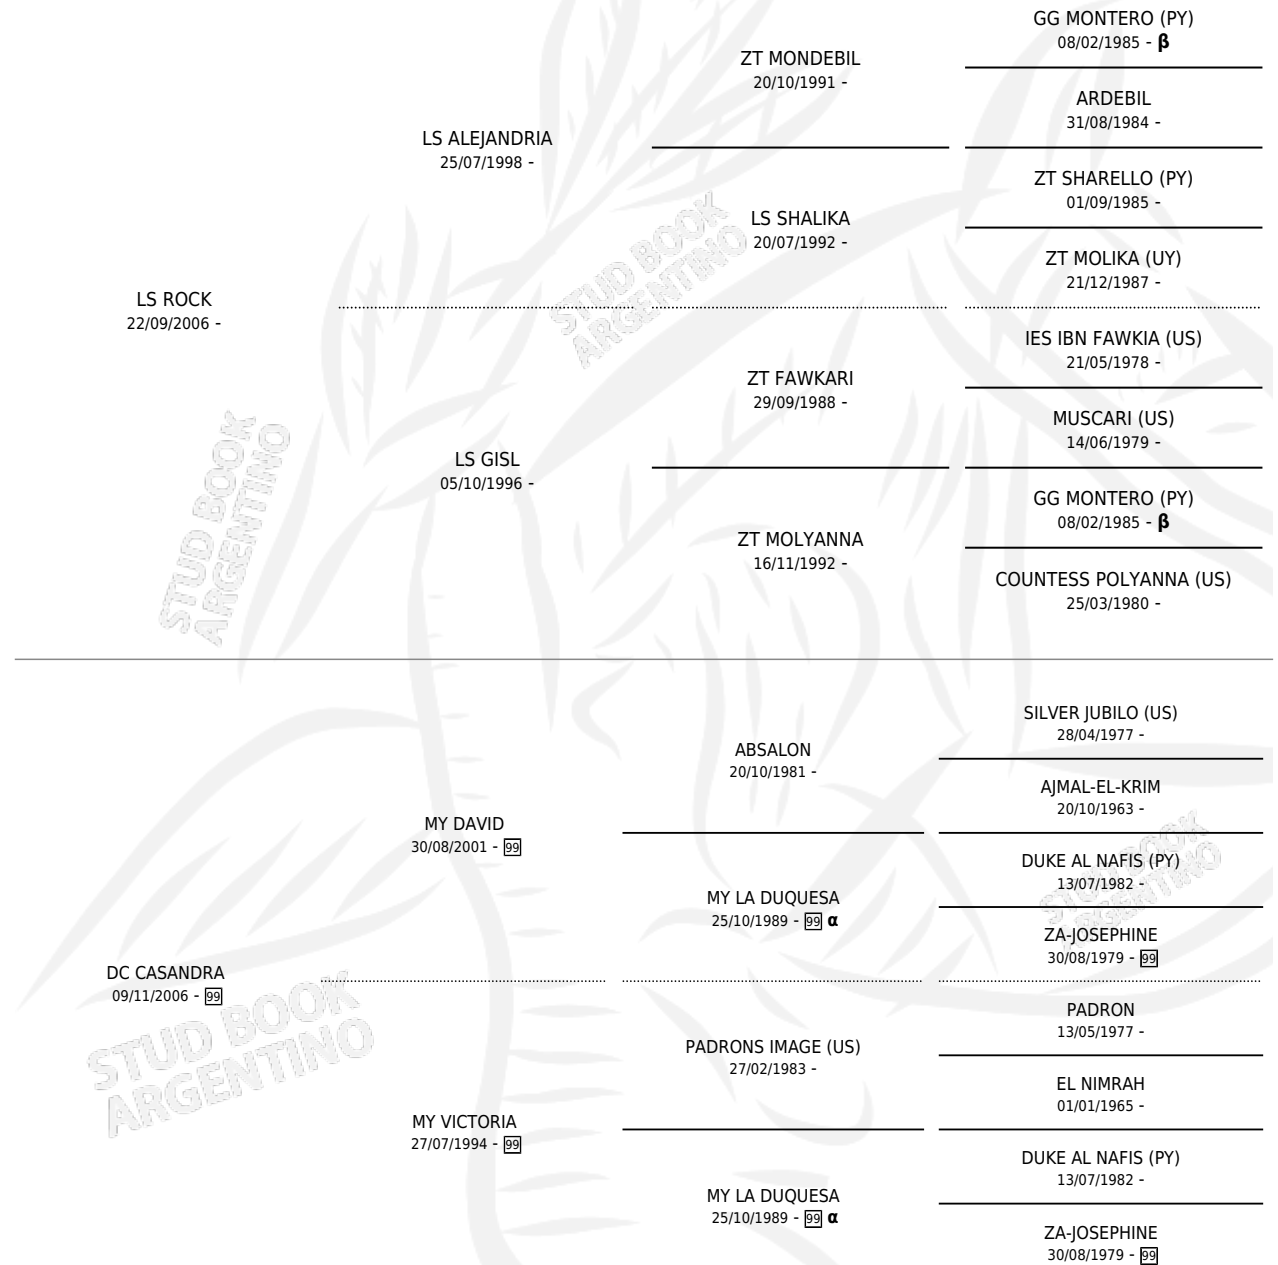 GG MONTERO (PY)
08/02/1985 - β
ZT MONDEBIL
20/10/1991 -
ARDEBIL
31/08/1984 -
LS ALEJANDRIA
25/07/1998 -
ZT SHARELLO (PY)
01/09/1985 -
LS SHALIKA
20/07/1992 -
ZT MOLIKA (UY)
21/12/1987 -
LS ROCK
22/09/2006 -
IES IBN FAWKIA (US)
21/05/1978 -
ZT FAWKARI
29/09/1988 -
MUSCARI (US)
14/06/1979 -
LS GISL
05/10/1996 -
GG MONTERO (PY)
08/02/1985 - β
ZT MOLYANNA
16/11/1992 -
COUNTESS POLYANNA (US)
25/03/1980 -
SILVER JUBILO (US)
28/04/1977 -
ABSALON
20/10/1981 -
AJMAL-EL-KRIM
20/10/1963 -
MY DAVID
30/08/2001 - 99
DUKE AL NAFIS (PY)
13/07/1982 -
MY LA DUQUESA
25/10/1989 - 99 α
ZA-JOSEPHINE
30/08/1979 - 99
DC CASANDRA
09/11/2006 - 99
PADRON
13/05/1977 -
PADRONS IMAGE (US)
27/02/1983 -
EL NIMRAH
01/01/1965 -
MY VICTORIA
27/07/1994 - 99
DUKE AL NAFIS (PY)
13/07/1982 -
MY LA DUQUESA
25/10/1989 - 99 α
ZA-JOSEPHINE
30/08/1979 - 99
STUD BOOK
ARGENTINO
STUD BOOK
ARGENTINO
STUD BOOK
ARGENTINO
STUD BOOK
ARGENTINO